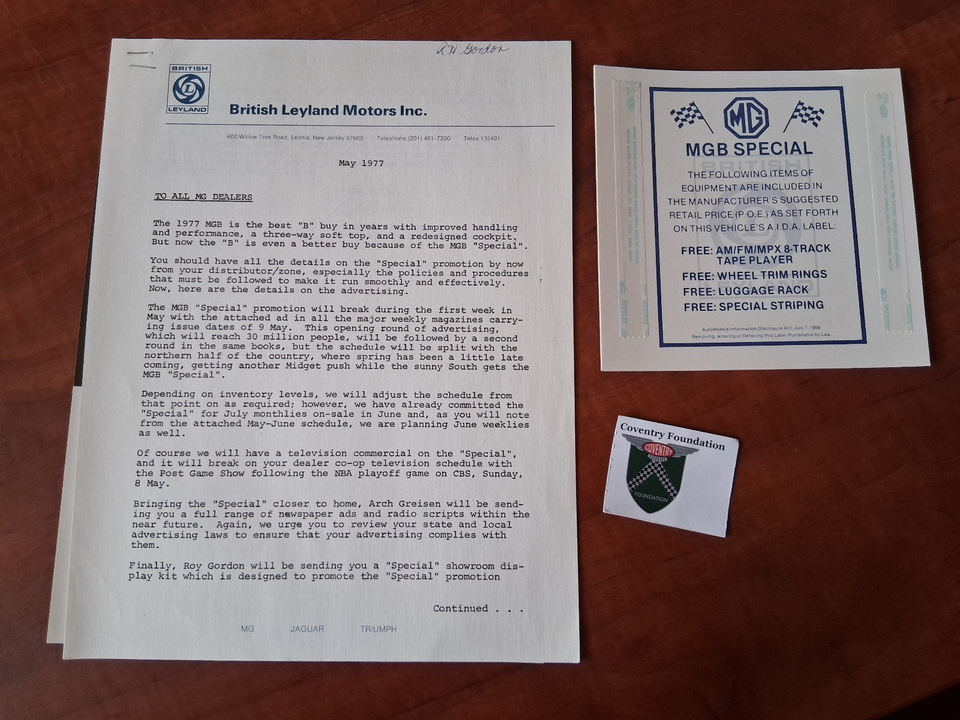 RH Gordon
BRITISH
L
LEYLAND
British Leyland Motors Inc.
600 Willow Tree Road, Leonia, New Jersey 07605 Telephone (201) 461-7300 Telex 135491
May 1977
TO ALL MG DEALERS
The 1977 MGB is the best "B" buy in years with improved handling
and performance, a three-way soft top, and a redesigned cockpit.
But now the "B" is even a better buy because of the MGB "Special".
You should have all the details on the "Special" promotion by now
from your distributor/zone, especially the policies and procedures
that must be followed to make it run smoothly and effectively.
Now, here are the details on the advertising.
The MGB "Special" promotion will break during the first week in
May with the attached ad in all the major weekly magazines carry-
ing issue dates of 9 May. This opening round of advertising,
which will reach 30 million people, will be followed by a second
round in the same books, but the schedule will be split with the
northern half of the country, where spring has been a little late
coming, getting another Midget push while the sunny South gets the
MGB "Special".
Depending on inventory levels, we will adjust the schedule from
that point on as required; however, we have already committed the
"Special" for July monthlies on-sale in June and, as you will note
from the attached May-June schedule, we are planning June weeklies
as well.
Of course we will have a television commercial on the "Special",
and it will break on your dealer co-op television schedule with
the Post Game Show following the NBA playoff game on CBS, Sunday,
8 May.
Bringing the "Special" closer to home, Arch Greisen will be send-
ing you a full range of newspaper ads and radio scripts within the
near future. Again, we urge you to review your state and local
advertising laws to ensure that your advertising complies with
them.
Finally, Roy Gordon will be sending you a "Special" showroom dis-
play kit which is designed to promote the "Special" promotion
Continued . . .
MG JAGUAR TRIUMPH
MG
MGB SPECIAL
THE FOLLOWING ITEMS OF
EQUIPMENT ARE INCLUDED IN
THE MANUFACTURER'S SUGGESTED
RETAIL PRICE (P.O.E.) AS SET FORTH
ON THIS VEHICLE'S A.I.D.A. LABEL:
FREE: AM/FM/MPX 8-TRACK
TAPE PLAYER
FREE: WHEEL TRIM RINGS
FREE: LUGGAGE RACK
FREE: SPECIAL STRIPING
Automobile Information Disclosure Act, July 7, 1958
Removing, Altering or Defacing this Label Punishable by Law.
Coventry Foundation
COVENTRY
FOUNDATION